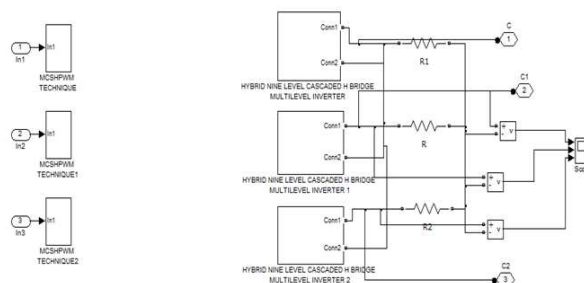 1
In1
In1
MCSHPWM
TECHNIQUE
2
In2
In1
MCSHPWM
TECHNIQUE1
3
In3
In1
MCSHPWM
TECHNIQUE2
Conn1
Conn2
HYBRID NINE LEVEL CASCADED H BRIDGE
MULTILEVEL INVERTER
Conn1
Conn2
HYBRID NINE LEVEL CASCADED H BRIDGE
MULTILEVEL INVERTER 1
Conn1
Conn2
HYBRID NINE LEVEL CASCADED H BRIDGE
MULTILEVEL INVERTER 2
R1
R
R2
C
1
C1
2
C2
3
+
-
v
+
-
v
+
-
v